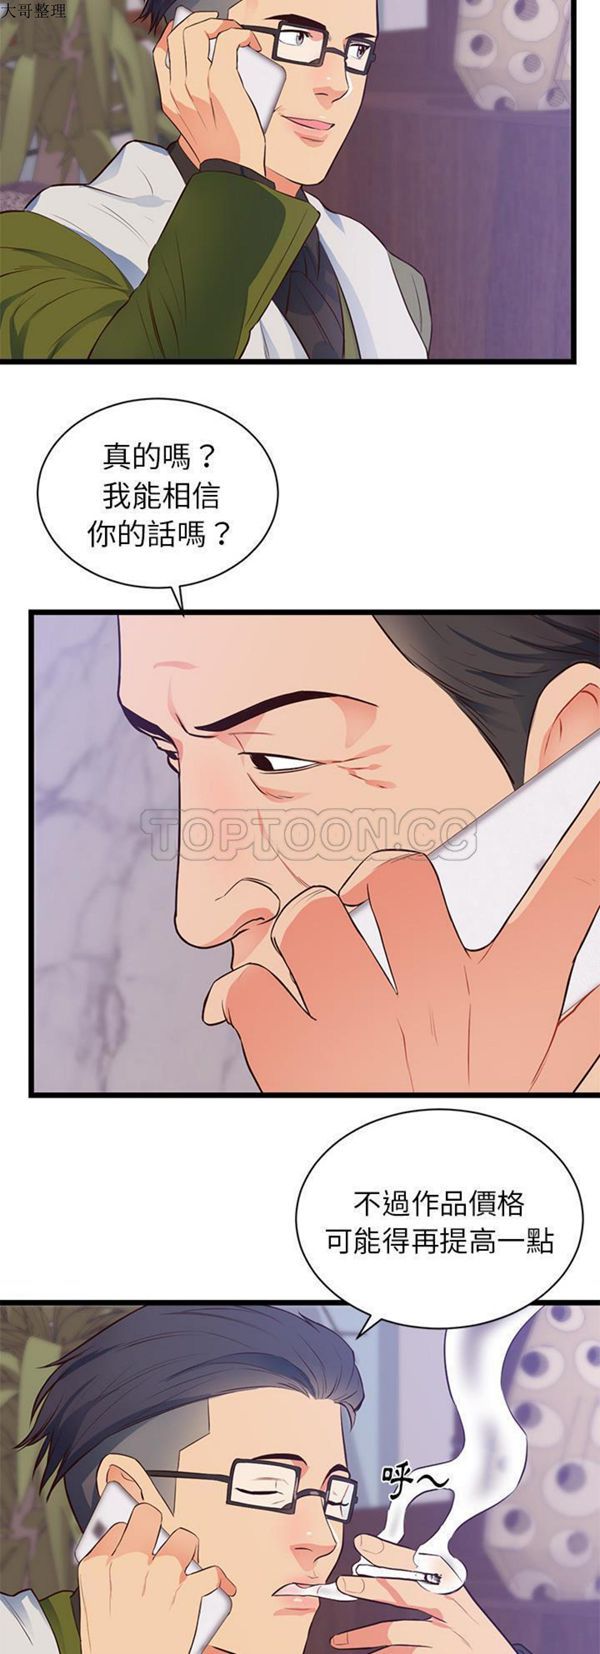 大哥整理
真的嗎？
我能相信
你的話嗎？
TOPTOON.CC
不過作品價格
可能得再提高一點
呼～